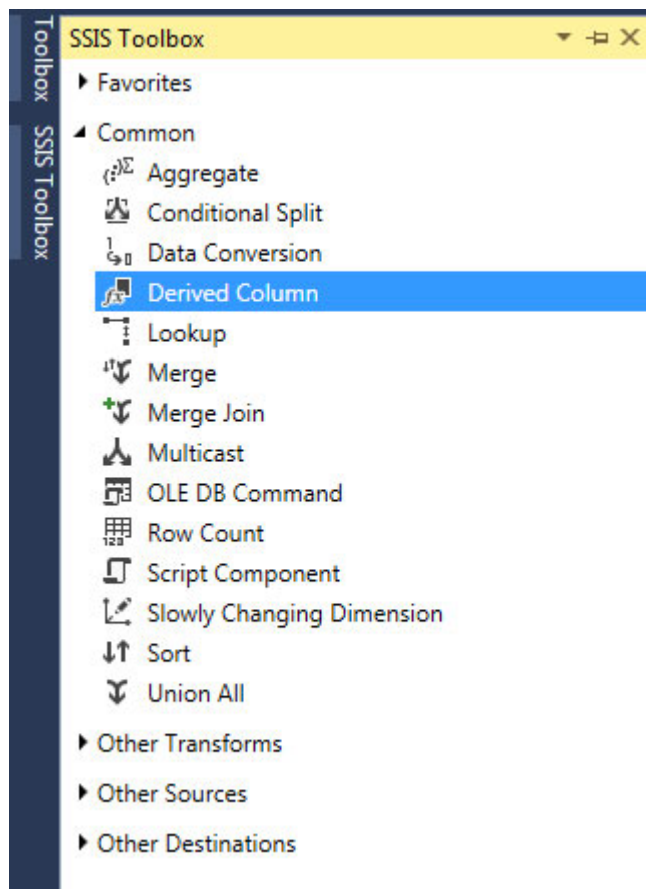 Toolbox
SSIS Toolbox
SSIS Toolbox
Favorites
Common
Aggregate
Conditional Split
Data Conversion
Derived Column
Lookup
Merge
Merge Join
Multicast
OLE DB Command
Row Count
Script Component
Slowly Changing Dimension
Sort
Union All
Other Transforms
Other Sources
Other Destinations